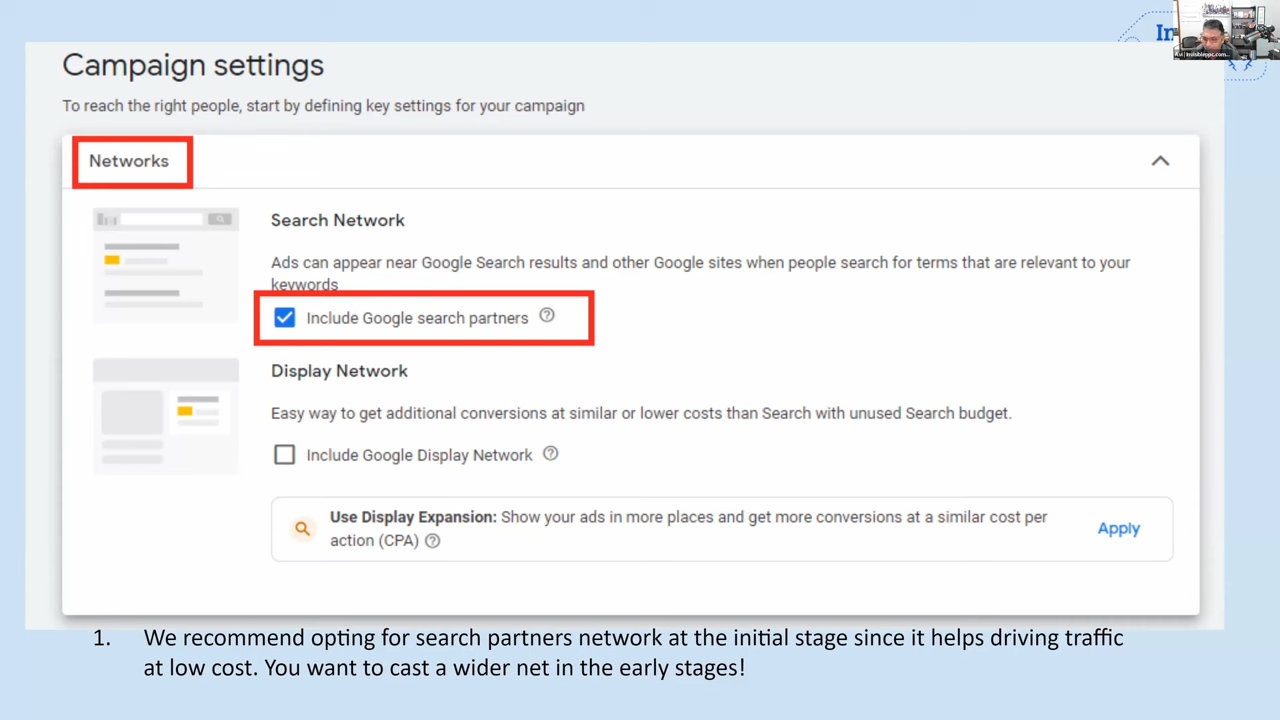 In
Campaign settings
To reach the right people, start by defining key settings for your campaign
Networks
Search Network
Ads can appear near Google Search results and other Google sites when people search for terms that are relevant to your
keywords
Include Google search partners
Display Network
Easy way to get additional conversions at similar or lower costs than Search with unused Search budget.
Include Google Display Network
Use Display Expansion: Show your ads in more places and get more conversions at a similar cost per
action (CPA)
Apply
1. We recommend opting for search partners network at the initial stage since it helps driving traffic
at low cost. You want to cast a wider net in the early stages!